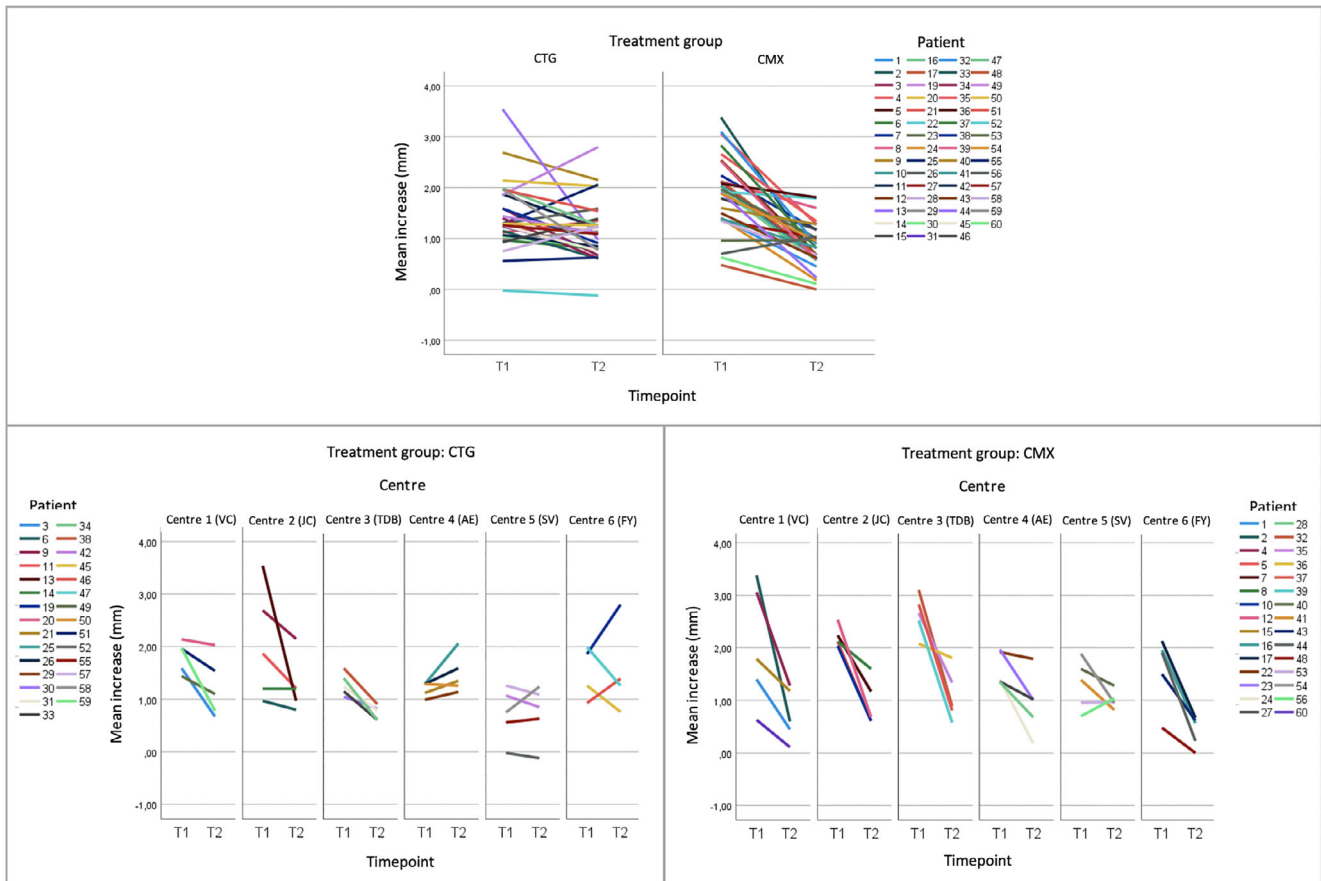 Treatment group
CTG
CMX
Patient
1 16 32 47
2 17 33 48
3 19 34 49
4 20 35 50
5 21 36 51
6 22 37 52
7 23 38 53
8 24 39 54
9 25 40 55
10 26 41 56
11 27 42 57
12 28 43 58
13 29 44 59
14 30 45 60
15 31 46
4,00
3,00
2,00
1,00
,00
-1,00
Mean increase (mm)
T1 T2 T1 T2
Timepoint
Treatment group: CTG
Centre
Patient
3 34
6 38
9 42
11 45
13 46
14 47
19 49
20 50
21 51
25 52
26 55
29 57
30 58
31 59
33
Centre 1 (VC) Centre 2 (JC) Centre 3 (TDB) Centre 4 (AE) Centre 5 (SV) Centre 6 (FY)
4,00
3,00
2,00
1,00
,00
-1,00
Mean increase (mm)
T1 T2 T1 T2 T1 T2 T1 T2 T1 T2 T1 T2
Timepoint
Treatment group: CMX
Centre
Centre 1 (VC) Centre 2 (JC) Centre 3 (TDB) Centre 4 (AE) Centre 5 (SV) Centre 6 (FY)
4,00
3,00
2,00
1,00
,00
-1,00
Mean increase (mm)
T1 T2 T1 T2 T1 T2 T1 T2 T1 T2 T1 T2
Timepoint
Patient
1 28
2 32
4 35
5 36
7 37
8 39
10 40
12 41
15 43
16 44
17 48
22 53
23 54
24 56
27 60